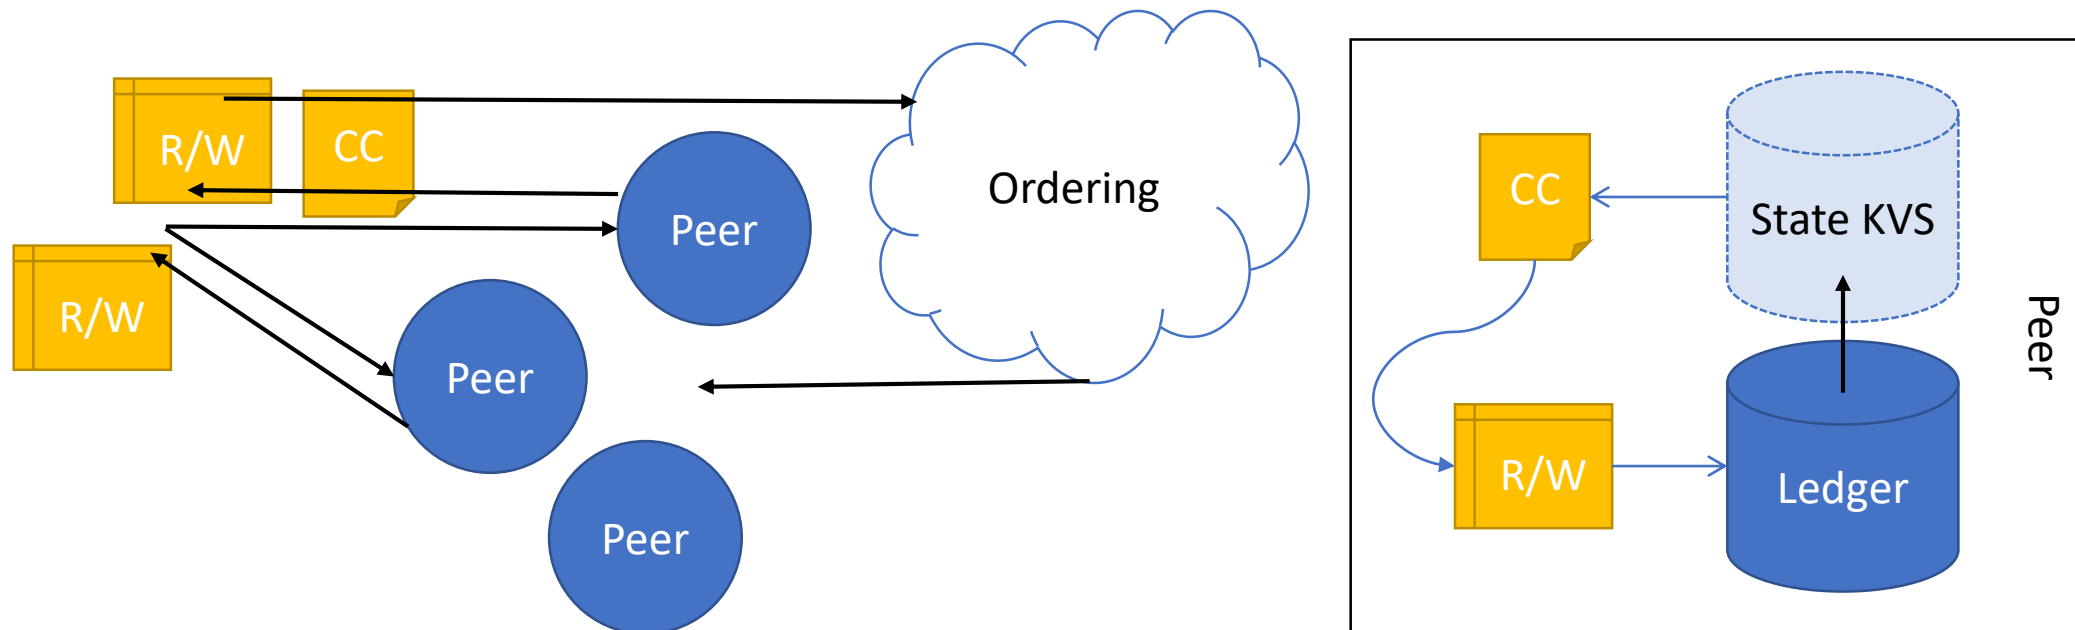 R/W
CC
R/W
Peer
Peer
Peer
Ordering
CC
State KVS
R/W
Ledger
Peer